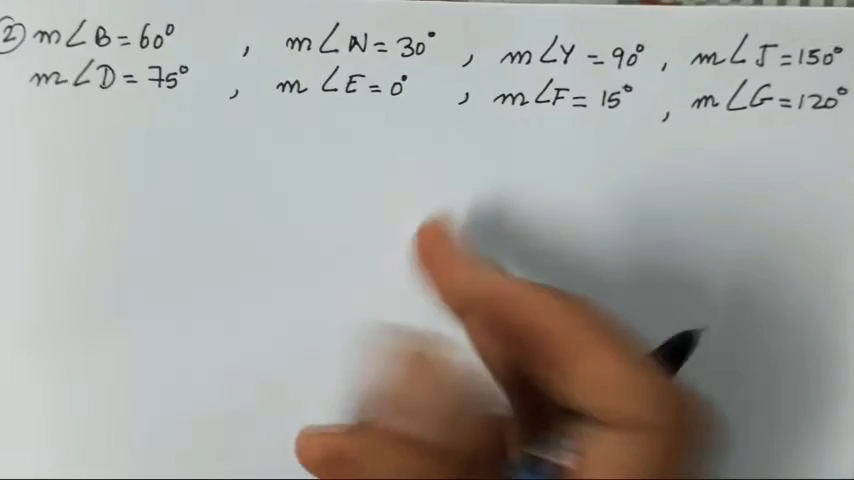 ② m∠B=60° , m∠N=30° , m∠Y=90° , m∠J=150°
m∠D=75° , m∠E=0° , m∠F=15° , m∠G=120°